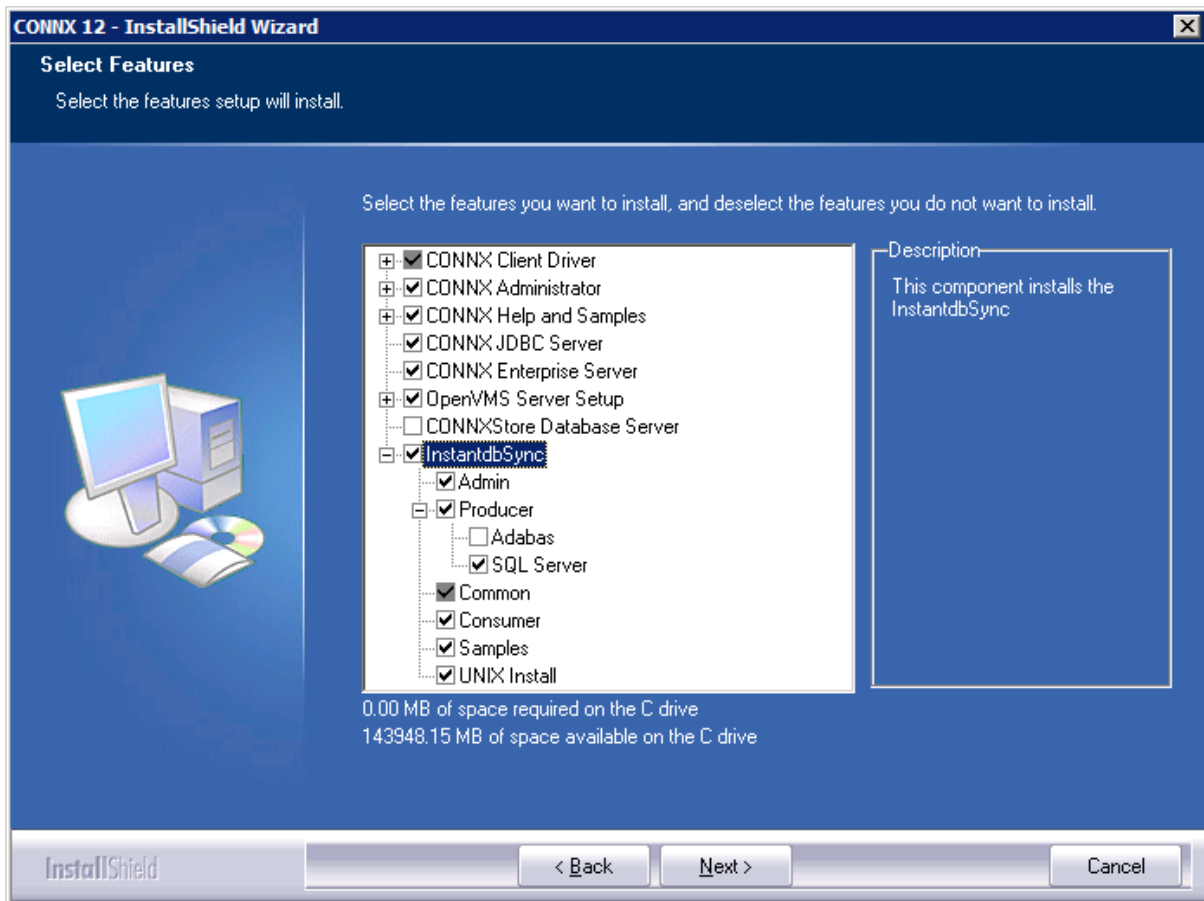 CONNX 12 - InstallShield Wizard
Select Features
Select the features setup will install.
Select the features you want to install, and deselect the features you do not want to install.
CONNX Client Driver
CONNX Administrator
CONNX Help and Samples
CONNX JDBC Server
CONNX Enterprise Server
OpenVMS Server Setup
CONNXStore Database Server
InstantdbSync
Admin
Producer
Adabas
SQL Server
Common
Consumer
Samples
UNIX Install
Description
This component installs the
InstantdbSync
0.00 MB of space required on the C drive
143948.15 MB of space available on the C drive
InstallShield
< Back
Next >
Cancel